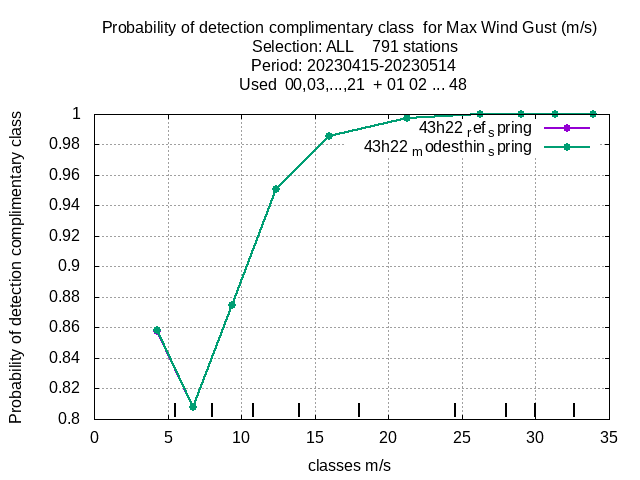 Probability of detection complimentary class  for Max Wind Gust (m/s)
Selection: ALL    791 stations
Period: 20230415-20230514
Used  00,03,...,21  + 01 02 ... 48
Probability of detection complimentary class
1
0.98
0.96
0.94
0.92
0.9
0.88
0.86
0.84
0.82
0.8
43h22 ref spring
43h22 modesthin spring
0 5 10 15 20 25 30 35
classes m/s